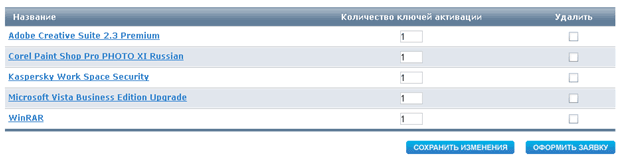 Название Количество ключей активации Удалить
Adobe Creative Suite 2.3 Premium 1
Corel Paint Shop Pro PHOTO XI Russian 1
Kaspersky Work Space Security 1
Microsoft Vista Business Edition Upgrade 1
WinRAR 1
СОХРАНИТЬ ИЗМЕНЕНИЯ ОФОРМИТЬ ЗАЯВКУ